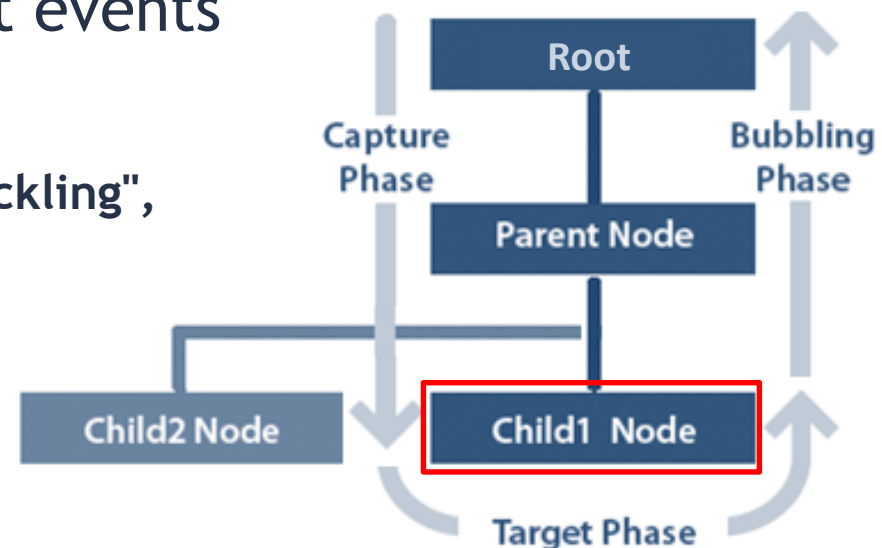 t events
ckling",
Root
Capture
Phase
Bubbling
Phase
Parent Node
Child2 Node
Child1 Node
Target Phase